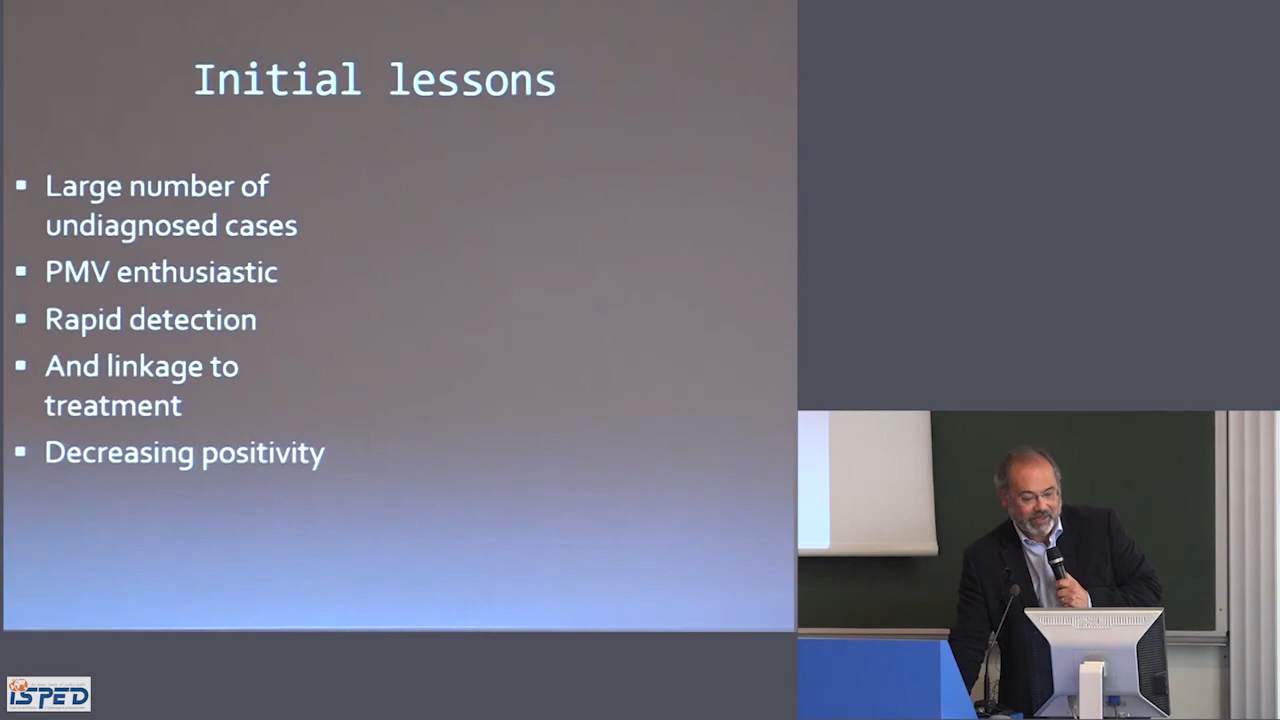 Initial lessons
Large number of
undiagnosed cases
PMV enthusiastic
Rapid detection
And linkage to
treatment
Decreasing positivity
iSPED